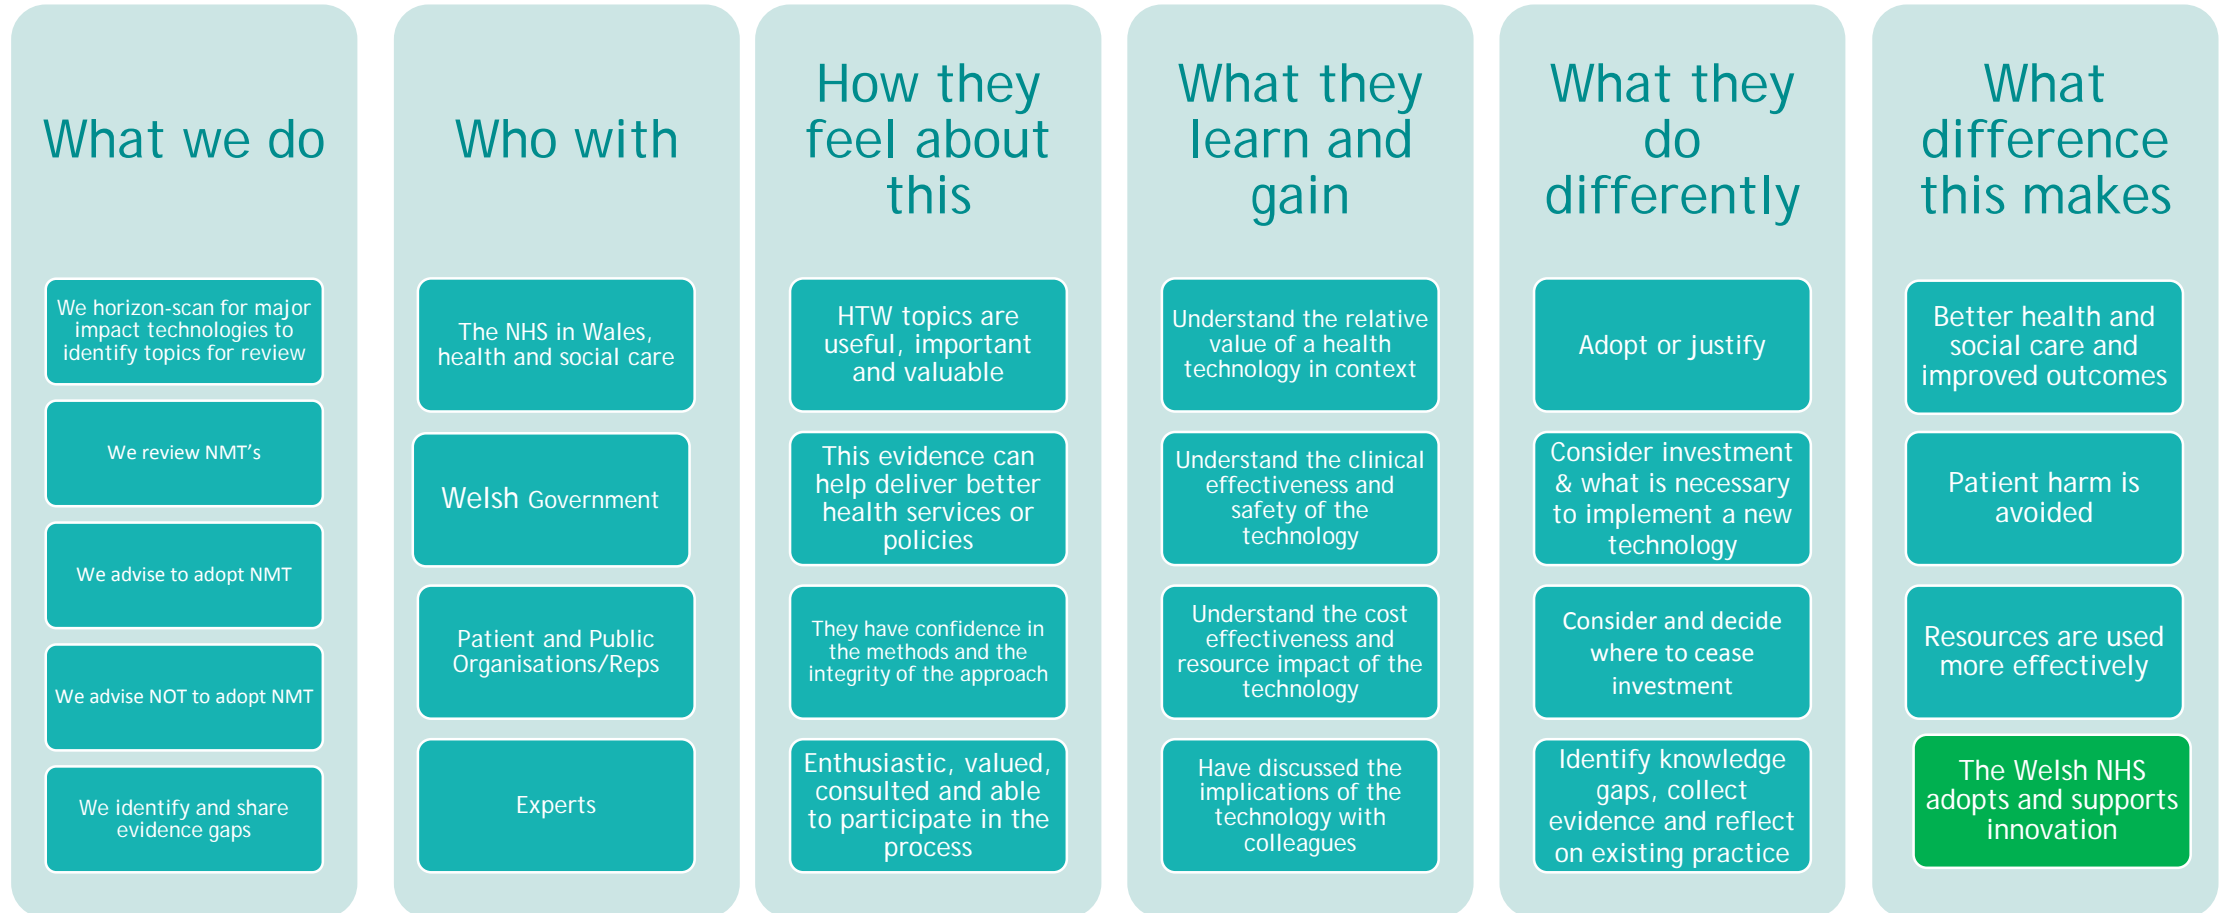 What we do
We horizon-scan for major
impact technologies to
identify topics for review
We review NMT's
We advise to adopt NMT
We advise NOT to adopt NMT
We identify and share
evidence gaps
Who with
The NHS in Wales,
health and social care
Welsh Government
Patient and Public
Organisations/Reps
Experts
How they
feel about
this
HTW topics are
useful, important
and valuable
This evidence can
help deliver better
health services or
policies
They have confidence in
the methods and the
integrity of the approach
Enthusiastic, valued,
consulted and able
to participate in the
process
What they
learn and
gain
Understand the relative
value of a health
technology in context
Understand the clinical
effectiveness and
safety of the
technology
Understand the cost
effectiveness and
resource impact of the
technology
Have discussed the
implications of the
technology with
colleagues
What they
do
differently
Adopt or justify
Consider investment
& what is necessary
to implement a new
technology
Consider and decide
where to cease
investment
Identify knowledge
gaps, collect
evidence and reflect
on existing practice
What
difference
this makes
Better health and
social care and
improved outcomes
Patient harm is
avoided
Resources are used
more effectively
The Welsh NHS
adopts and supports
innovation